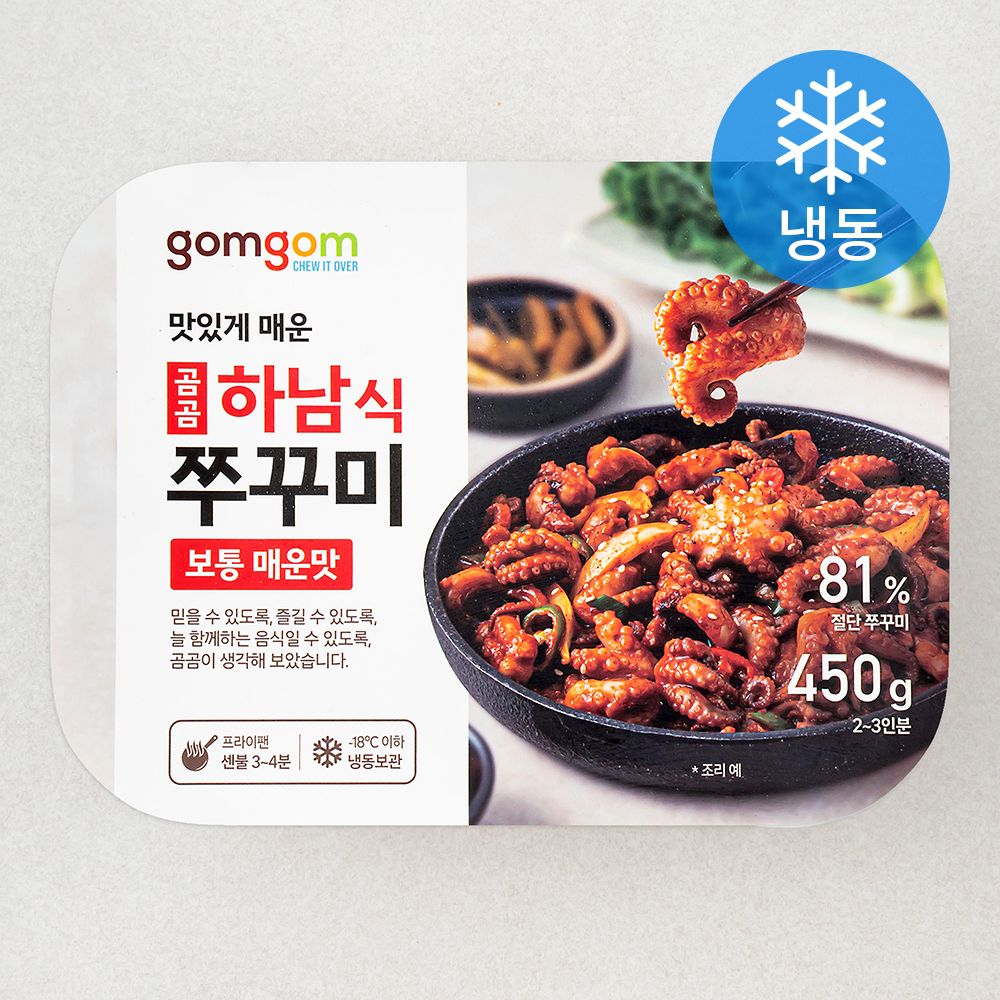 냉동
gomgom
CHEW IT OVER
맛있게 매운
곰곰 하남식
쭈꾸미
보통 매운맛
믿을 수 있도록, 즐길 수 있도록,
늘 함께하는 음식일 수 있도록,
곰곰이 생각해 보았습니다.
프라이팬
센불 3~4분
-18℃ 이하
냉동보관
81%
절단 쭈꾸미
450g
2~3인분
* 조리 예